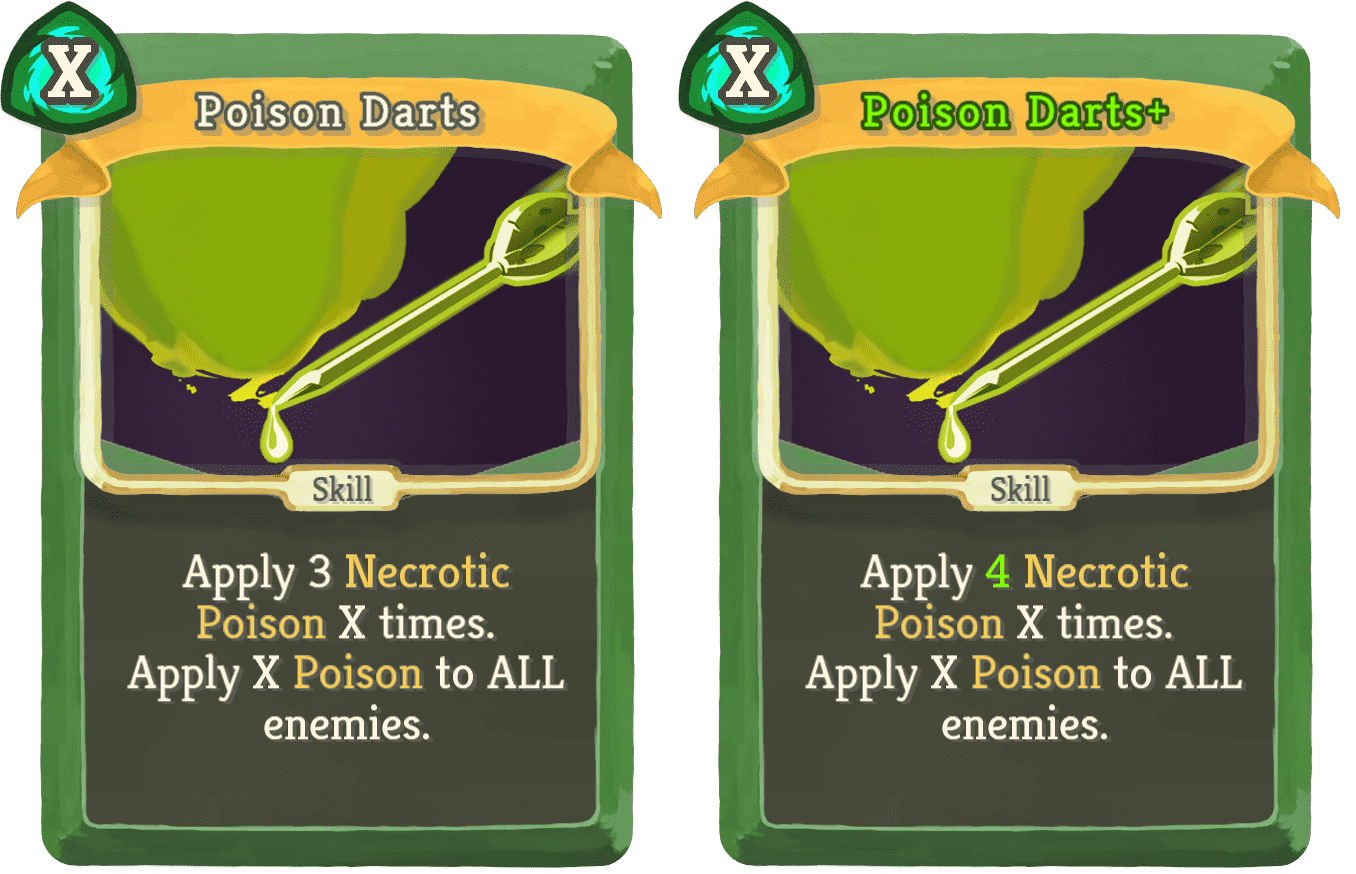 X
Poison Darts
Skill
Apply 3 Necrotic
Poison X times.
Apply X Poison to ALL
enemies.
X
Poison Darts+
Skill
Apply 4 Necrotic
Poison X times.
Apply X Poison to ALL
enemies.